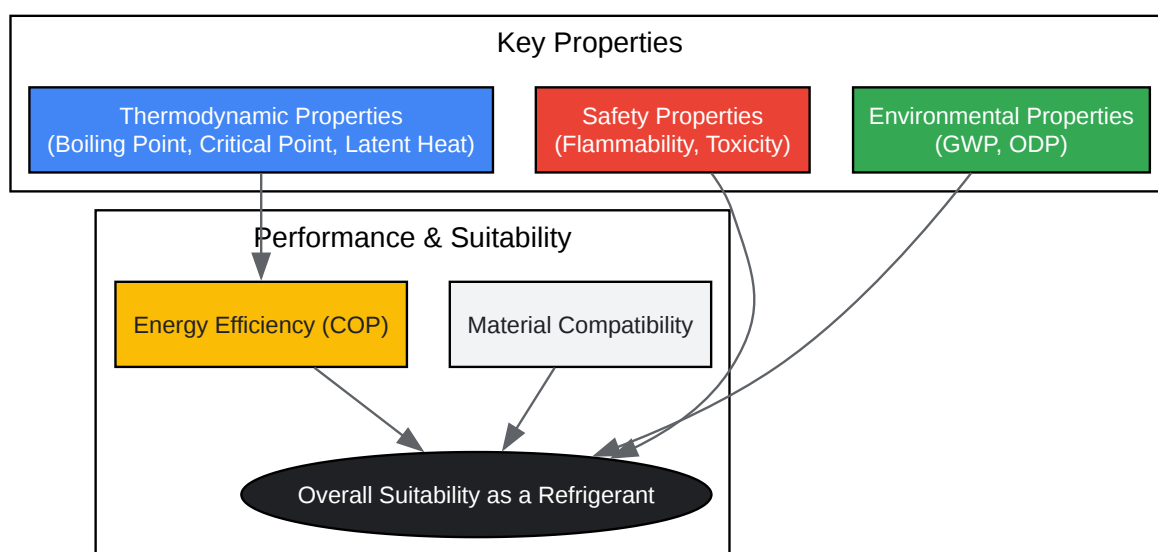 Key Properties
Thermodynamic Properties
(Boiling Point, Critical Point, Latent Heat)
Safety Properties
(Flammability, Toxicity)
Environmental Properties
(GWP, ODP)
Performance & Suitability
Energy Efficiency (COP)
Material Compatibility
Overall Suitability as a Refrigerant